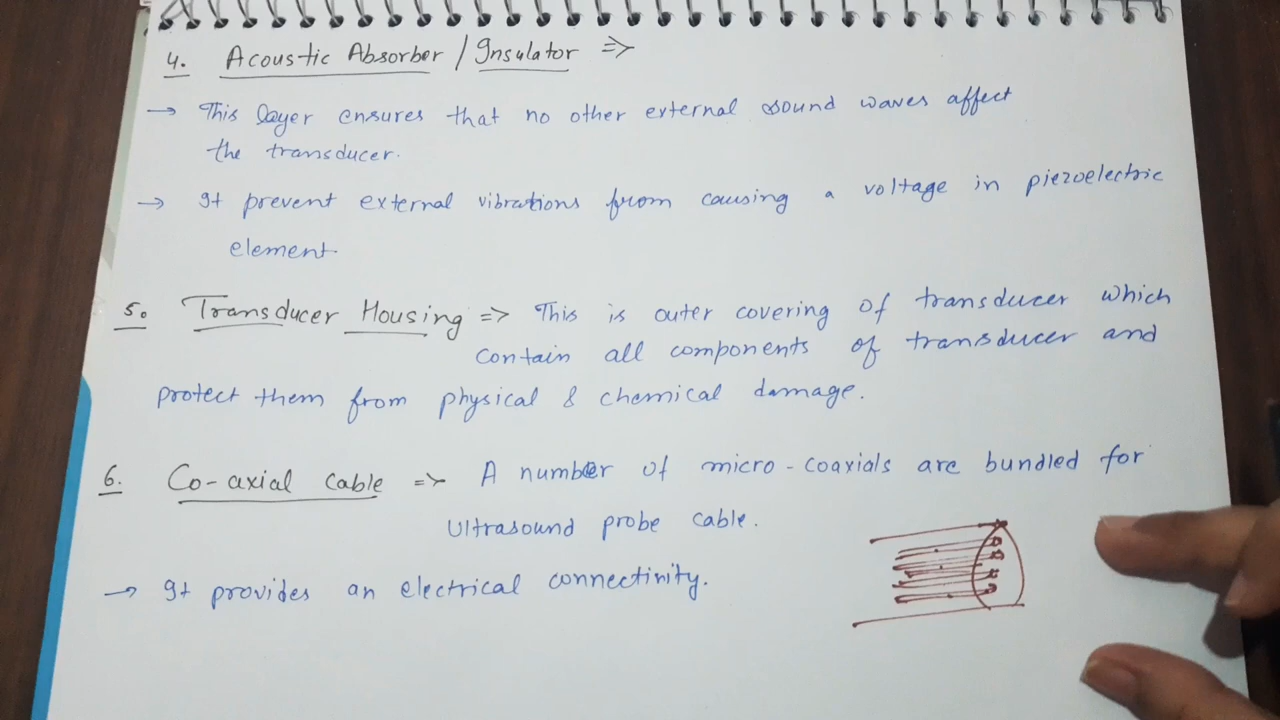 4. Acoustic Absorber / Insulator =>
→ This layer ensures that no other external sound waves affect
the transducer.
→ It prevent external vibrations from causing a voltage in piezoelectric
element.
5. Transducer Housing => This is outer covering of transducer which
contain all components of transducer and
protect them from physical & chemical damage.
6. Co-axial cable => A number of micro-coaxials are bundled for
Ultrasound probe cable.
→ It provides an electrical connectinity.